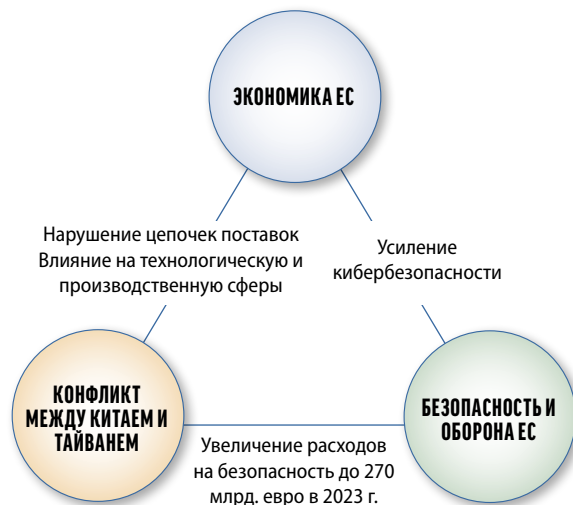 ЭКОНОМИКА ЕС
Нарушение цепочек поставок
Влияние на технологическую и
производственную сферы
Усиление
кибербезопасности
КОНФЛИКТ
МЕЖДУ КИТАЕМ И
ТАЙВАНЕМ
БЕЗОПАСНОСТЬ И
ОБОРОНА ЕС
Увеличение расходов
на безопасность до 270
млрд. евро в 2023 г.